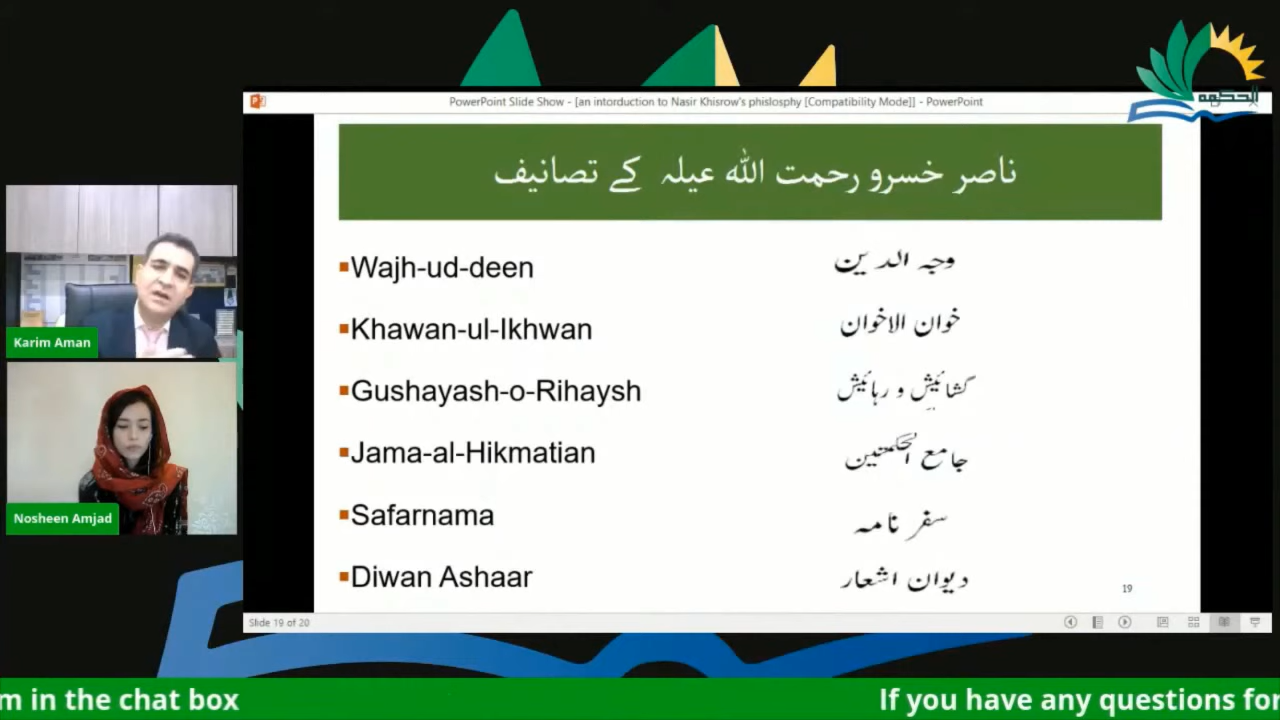 PowerPoint Slide Show - [an intorduction to Nasir Khisrow's phislosphy [Compatibility Mode]] - PowerPoint
الحكمة
ناصر خسرو رحمت اللہ عیلہ کے تصانیف
Wajh-ud-deen وجہ الدین
Khawan-ul-Ikhwan خوان الاخوان
Gushayash-o-Rihaysh گشائیش و رہائیش
Jama-al-Hikmatian جامع الحکمتین
Safarnama سفر نامہ
Diwan Ashaar دیوان اشعار
19
Slide 19 of 20
Karim Aman
Nosheen Amjad
m in the chat box If you have any questions for